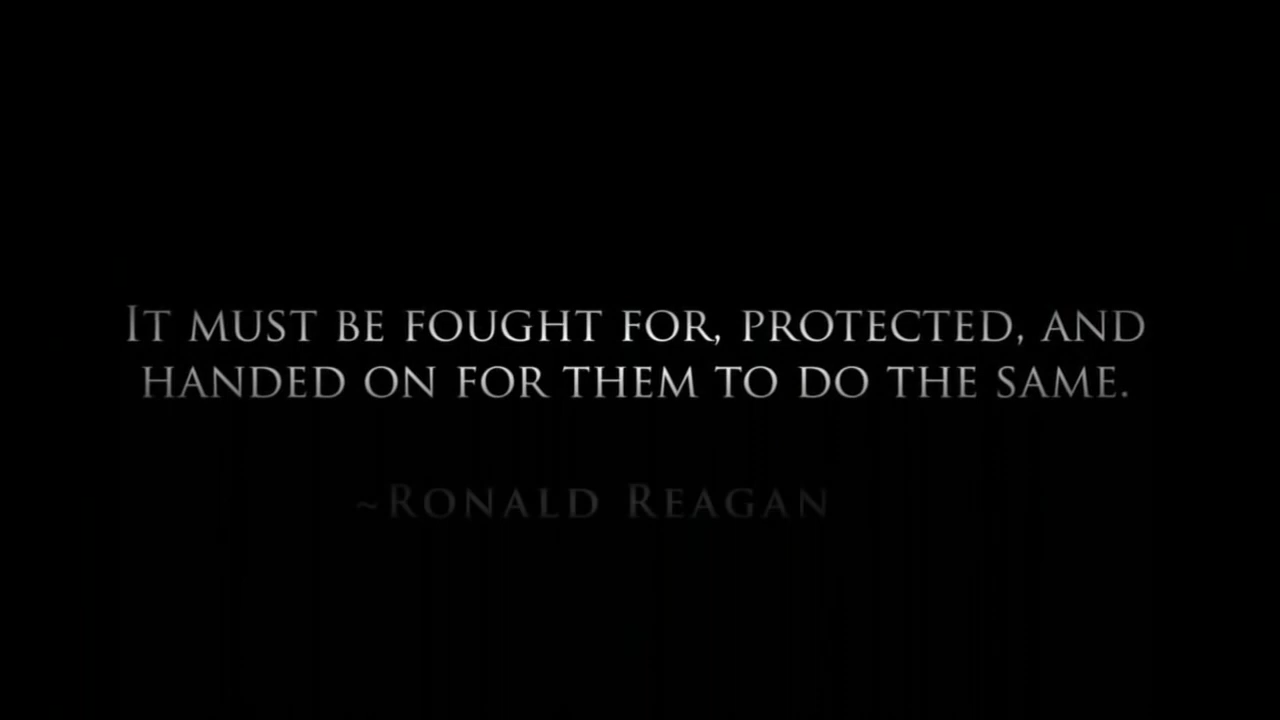 It must be fought for, protected, and
handed on for them to do the same.
~Ronald Reagan